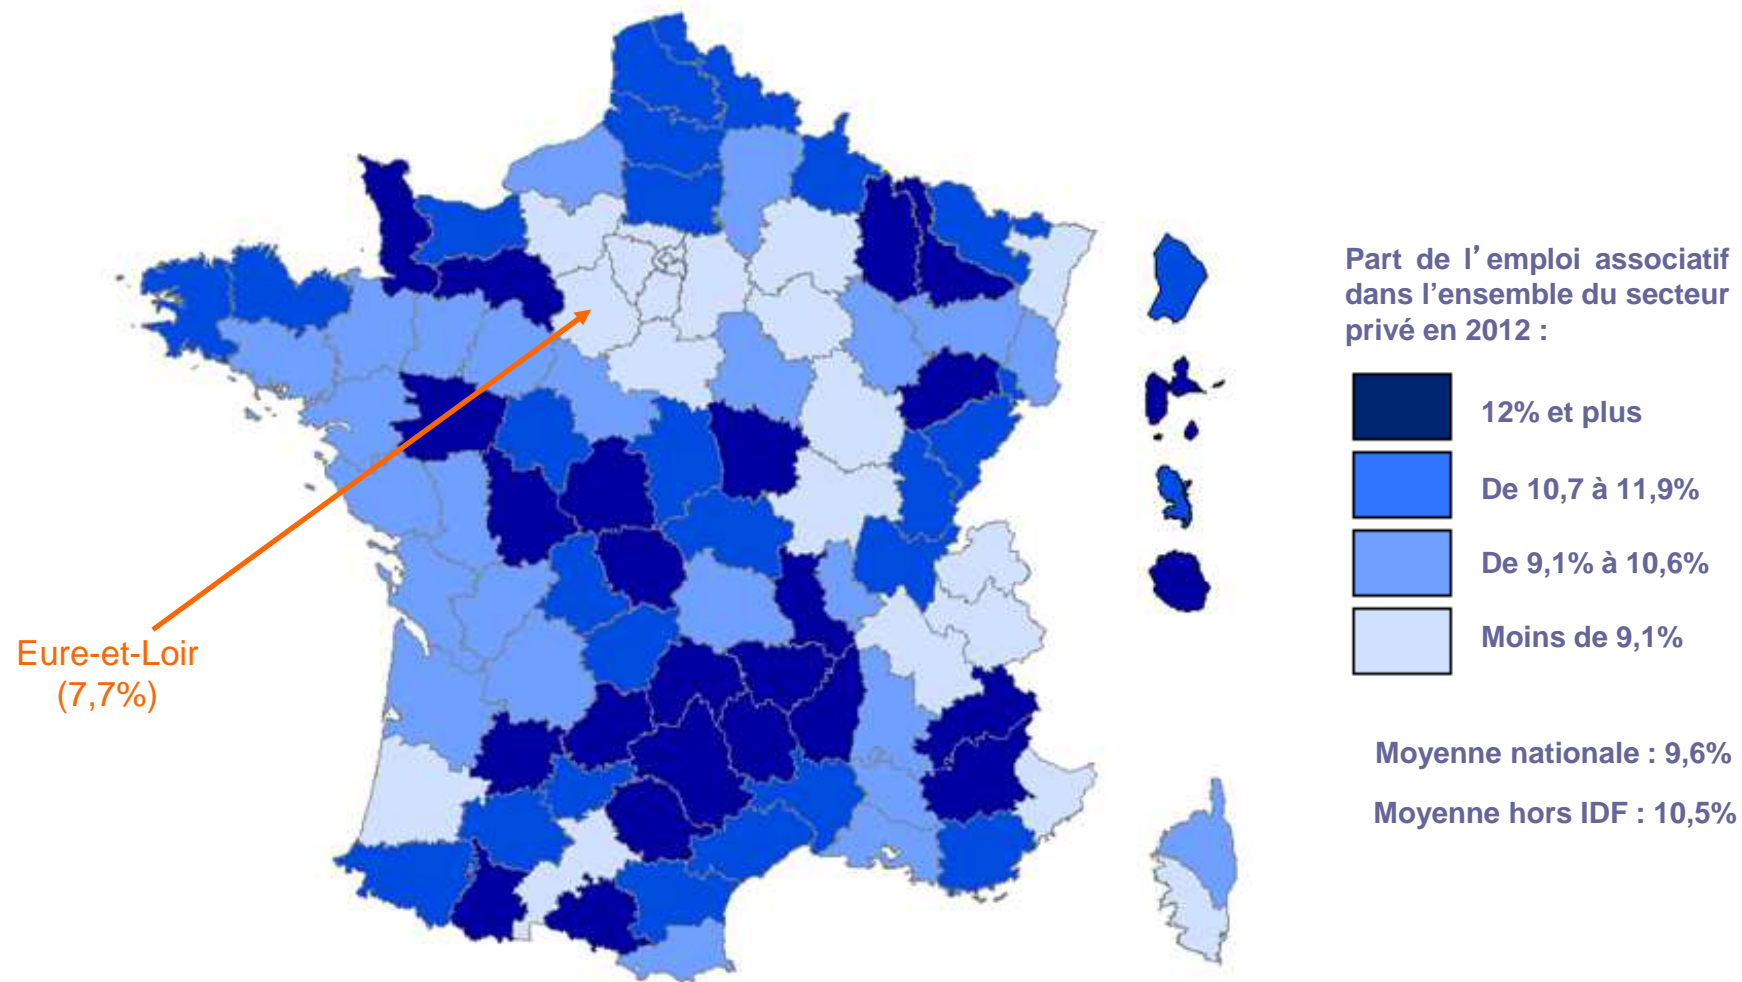 Eure-et-Loir
(7,7%)
Part de l’emploi associatif
dans l’ensemble du secteur
privé en 2012 :
12% et plus
De 10,7 à 11,9%
De 9,1% à 10,6%
Moins de 9,1%
Moyenne nationale : 9,6%
Moyenne hors IDF : 10,5%